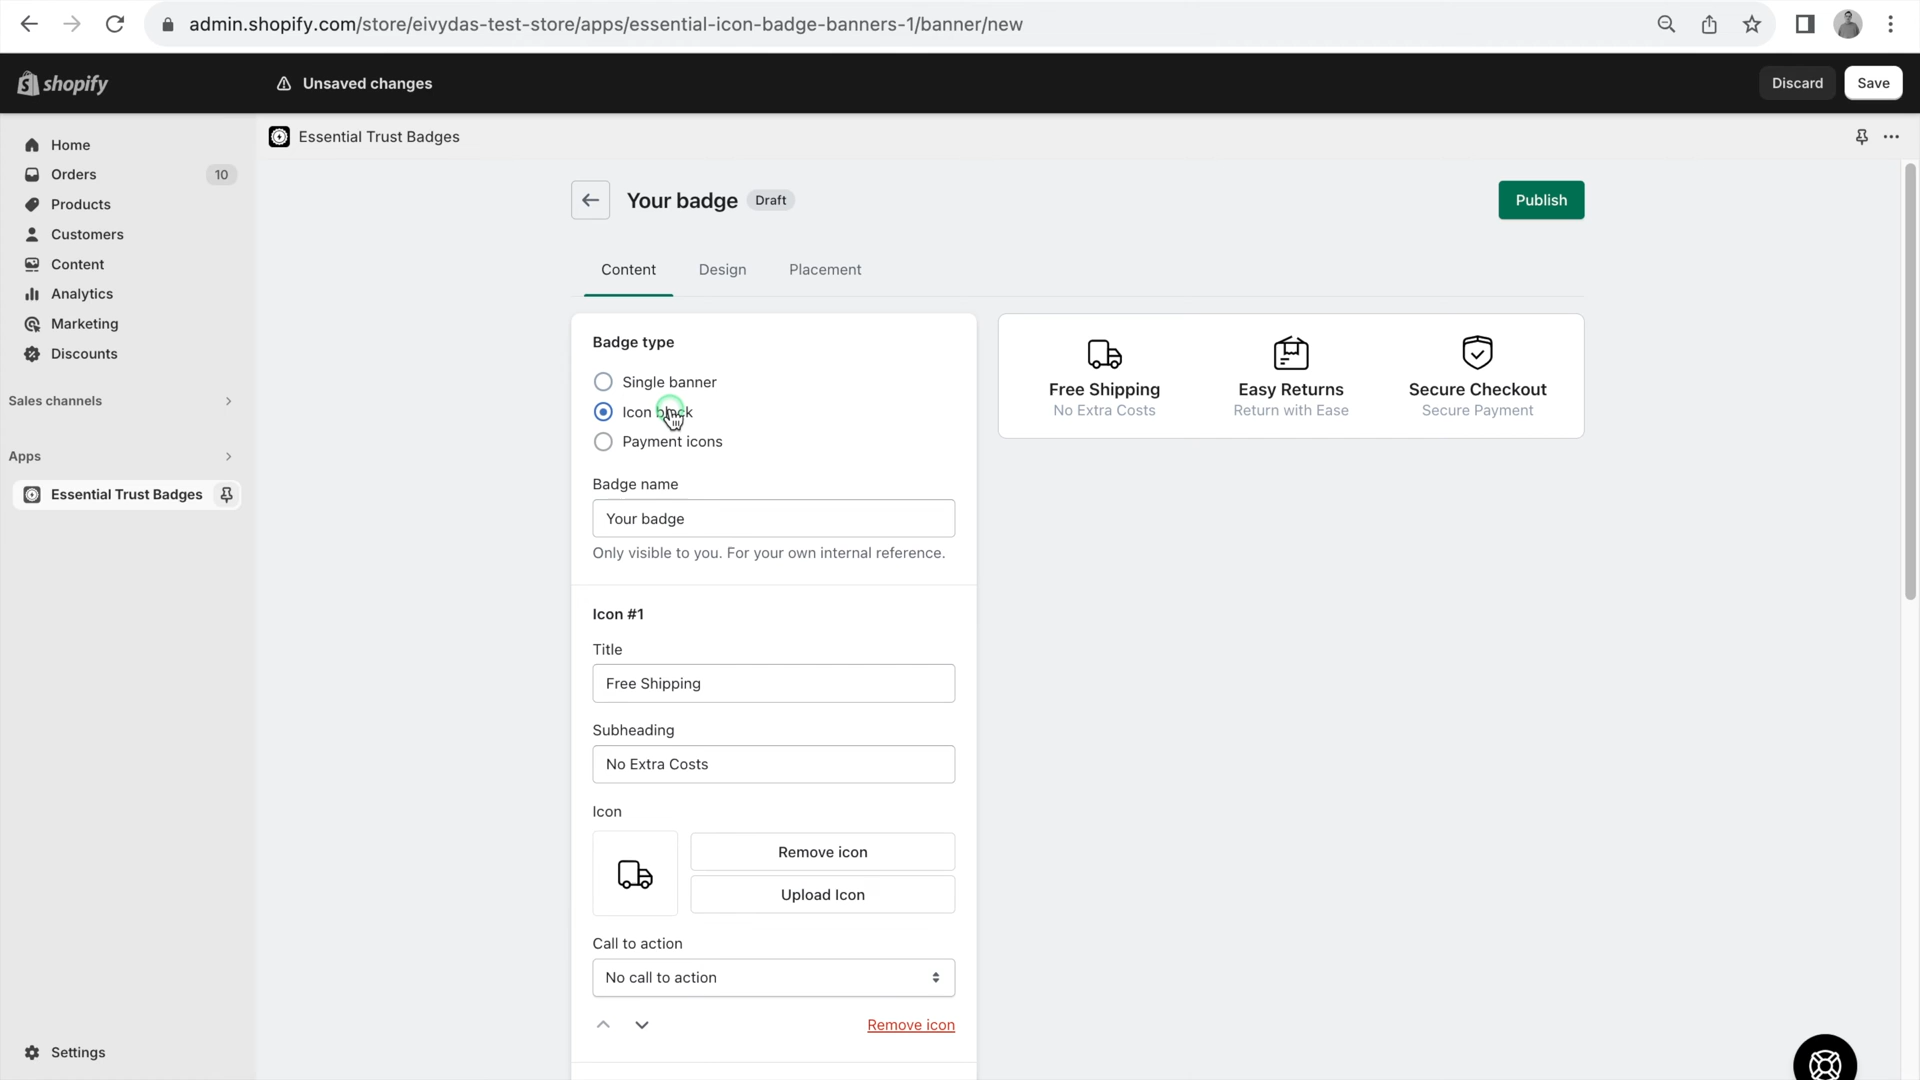 admin.shopify.com/store/eivydas-test-store/apps/essential-icon-badge-banners-1/banner/new
shopify
Unsaved changes
Discard
Save
Home
Orders
10
Products
Customers
Content
Analytics
Marketing
Discounts
Sales channels
Apps
Essential Trust Badges
Settings
Essential Trust Badges
Your badge
Draft
Publish
Content
Design
Placement
Badge type
Single banner
Icon block
Payment icons
Badge name
Your badge
Only visible to you. For your own internal reference.
Icon #1
Title
Free Shipping
Subheading
No Extra Costs
Icon
Remove icon
Upload Icon
Call to action
No call to action
Remove icon
Free Shipping
No Extra Costs
Easy Returns
Return with Ease
Secure Checkout
Secure Payment